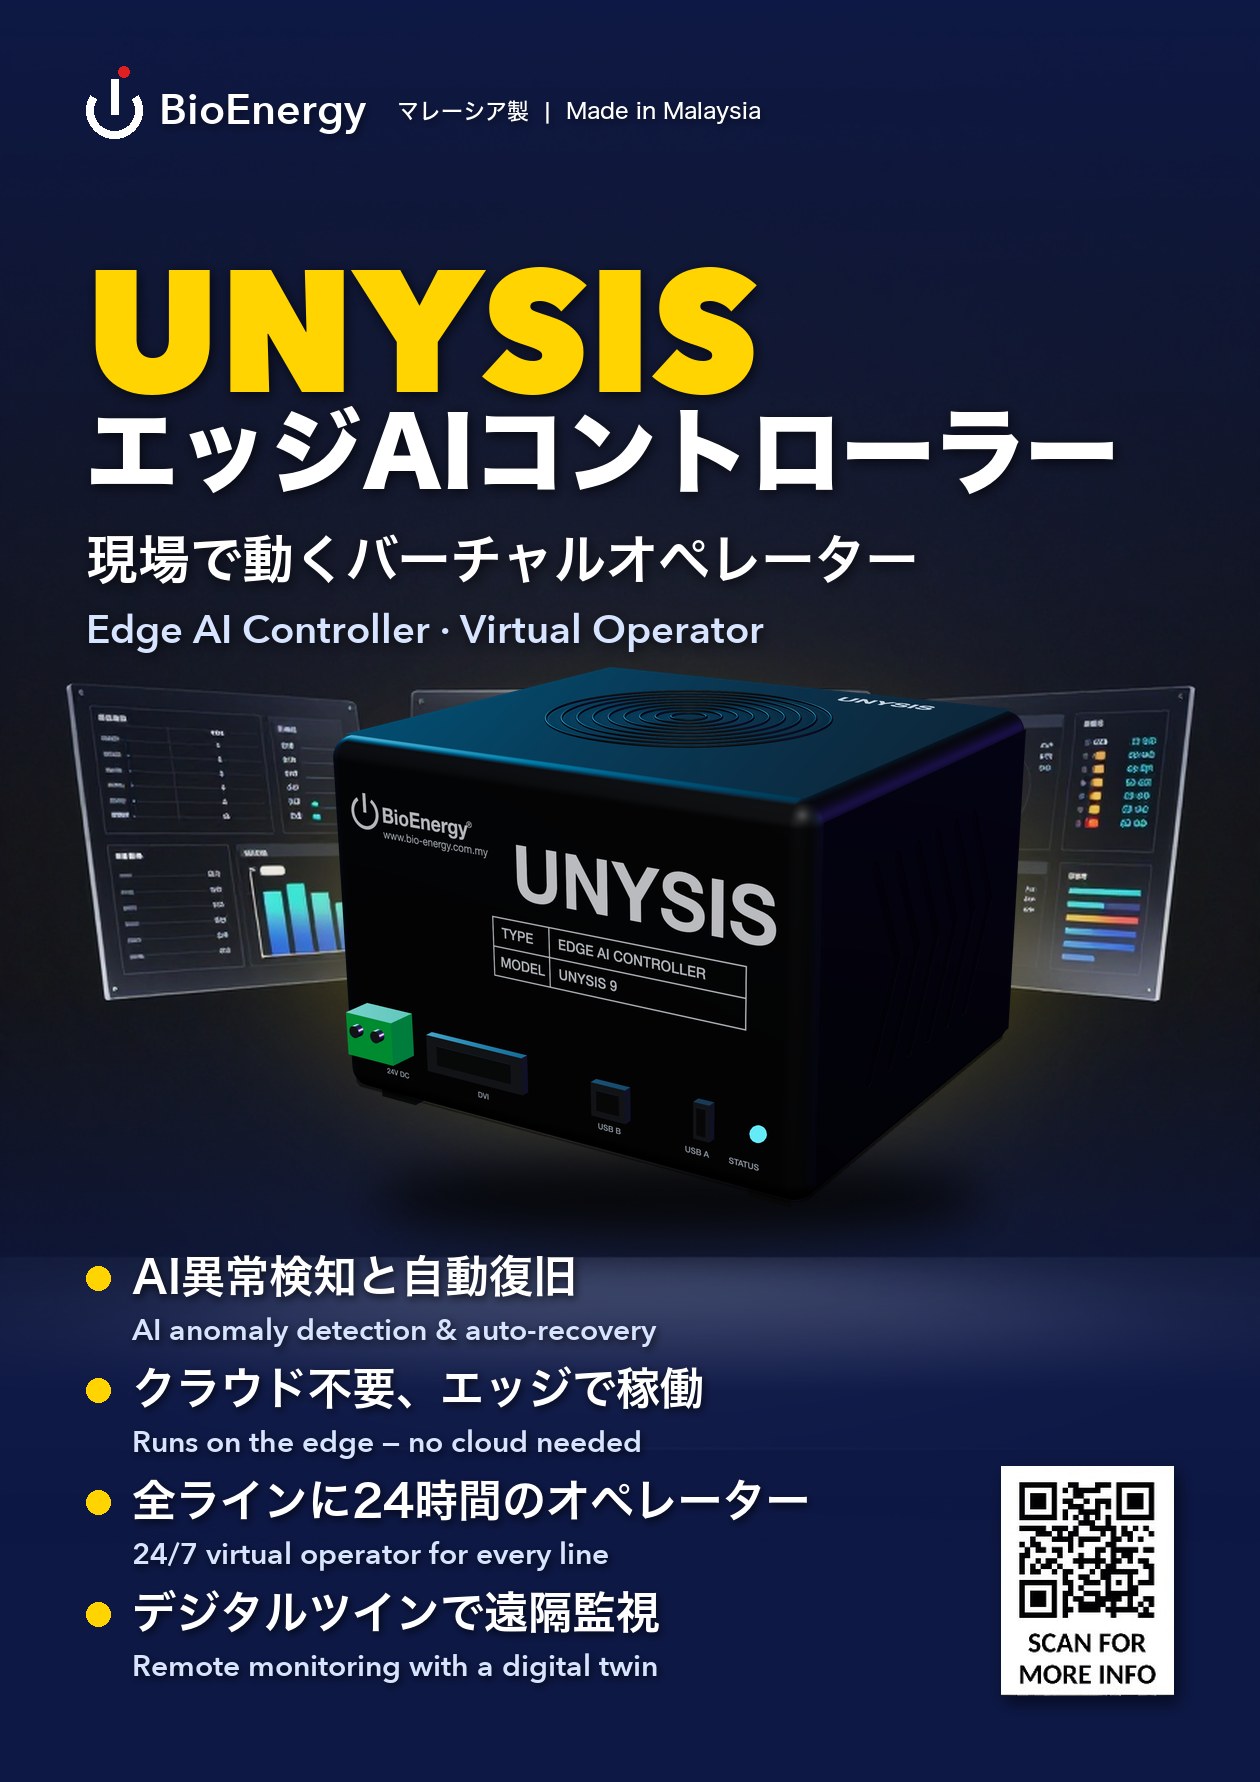 BioEnergy マレーシア製 | Made in Malaysia
UNYSIS
エッジAIコントローラー
現場で動くバーチャルオペレーター
Edge AI Controller · Virtual Operator
UNYSIS
BioEnergy®
www.bio-energy.com.my
UNYSIS
TYPE EDGE AI CONTROLLER
MODEL UNYSIS 9
24V DC
DVI
USB B
USB A
STATUS
AI異常検知と自動復旧
AI anomaly detection & auto-recovery
クラウド不要、エッジで稼働
Runs on the edge – no cloud needed
全ラインに24時間のオペレーター
24/7 virtual operator for every line
デジタルツインで遠隔監視
Remote monitoring with a digital twin
SCAN FOR
MORE INFO